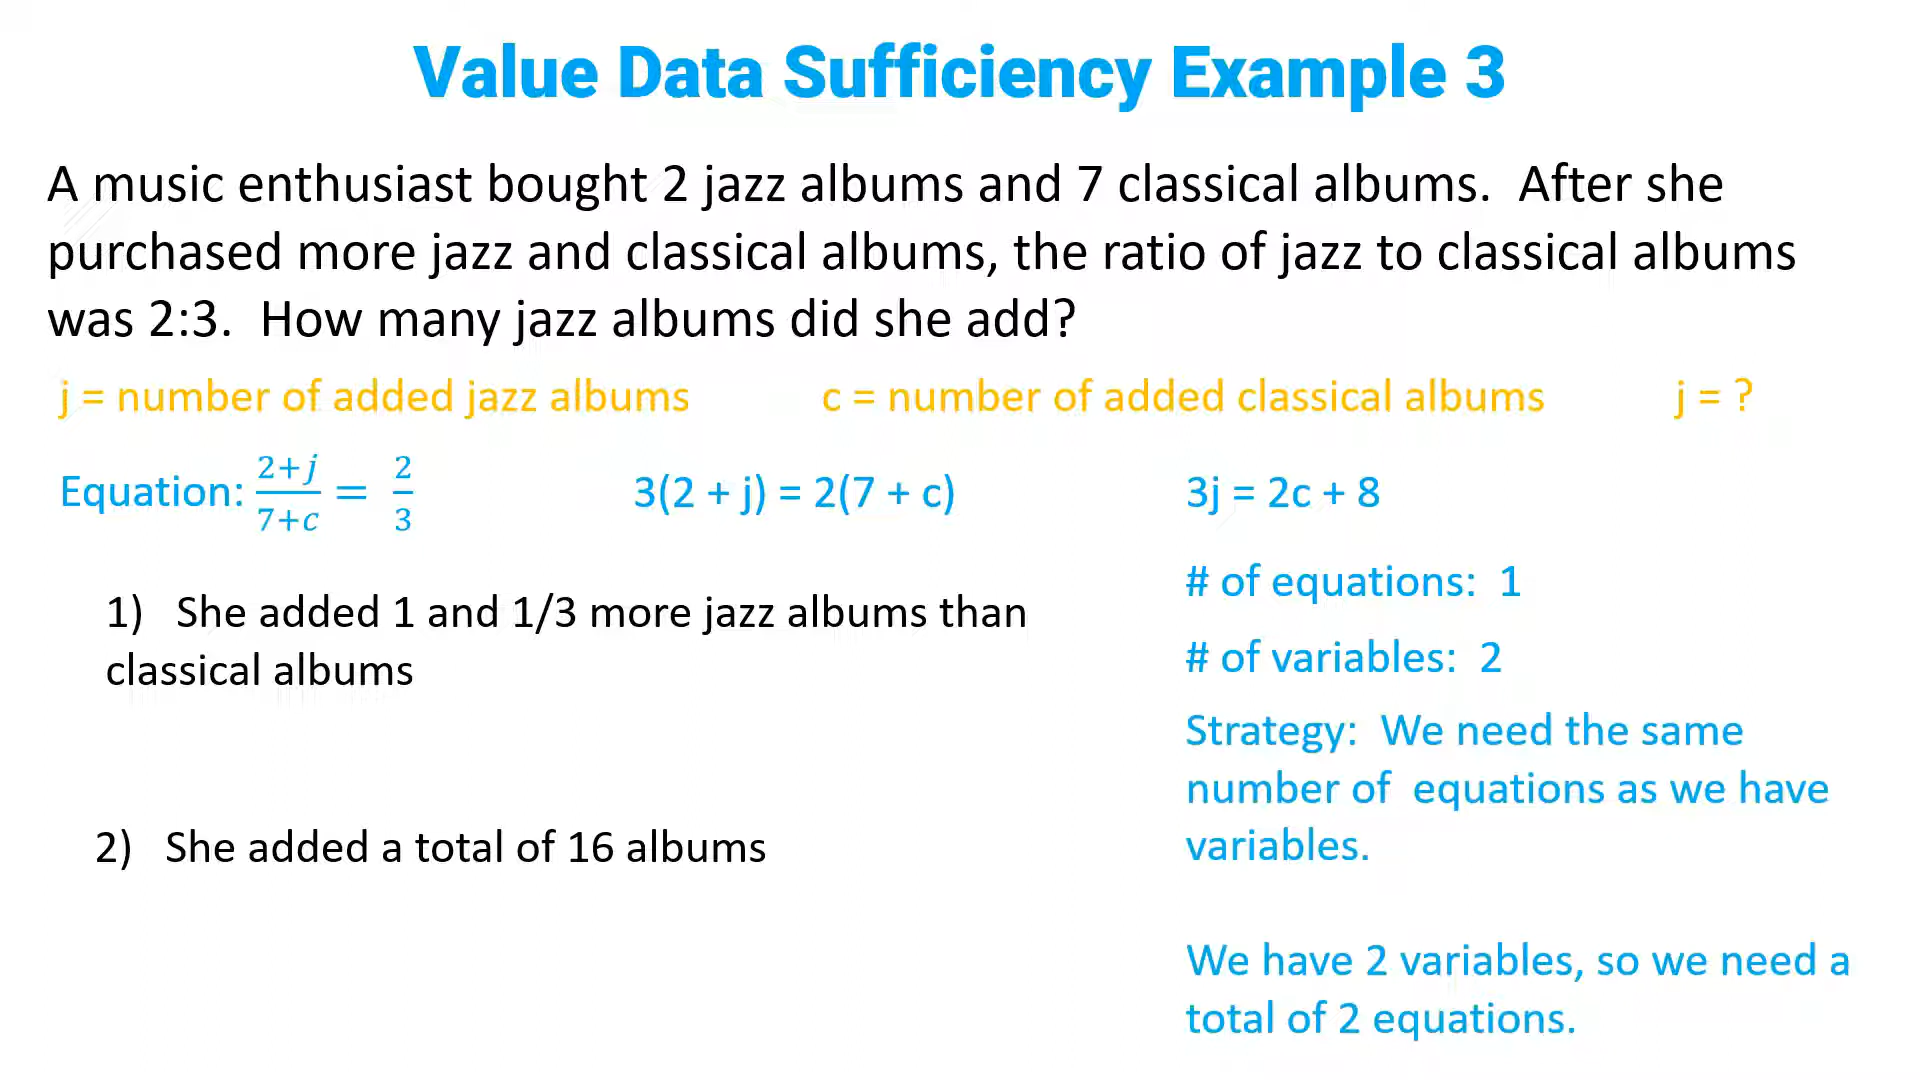 Value Data Sufficiency Example 3
A music enthusiast bought 2 jazz albums and 7 classical albums. After she
purchased more jazz and classical albums, the ratio of jazz to classical albums
was 2:3. How many jazz albums did she add?
j = number of added jazz albums c = number of added classical albums j = ?
Equation: (2+j)/(7+c) = 2/3 3(2 + j) = 2(7 + c) 3j = 2c + 8
1) She added 1 and 1/3 more jazz albums than
classical albums
2) She added a total of 16 albums
# of equations: 1
# of variables: 2
Strategy: We need the same
number of equations as we have
variables.
We have 2 variables, so we need a
total of 2 equations.